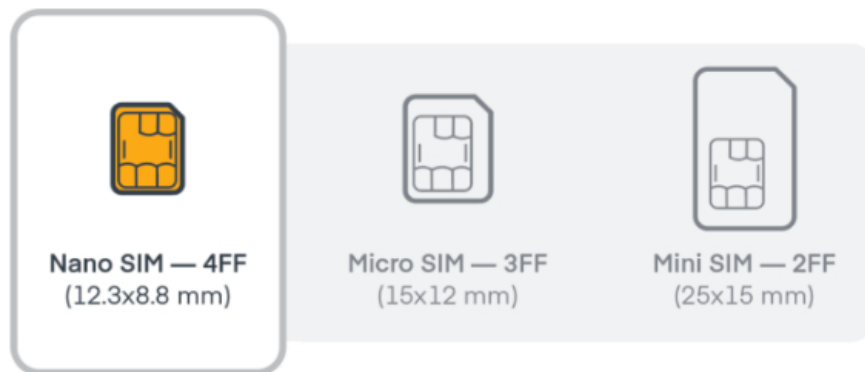 Nano SIM — 4FF
(12.3x8.8 mm)
Micro SIM — 3FF
(15x12 mm)
Mini SIM — 2FF
(25x15 mm)